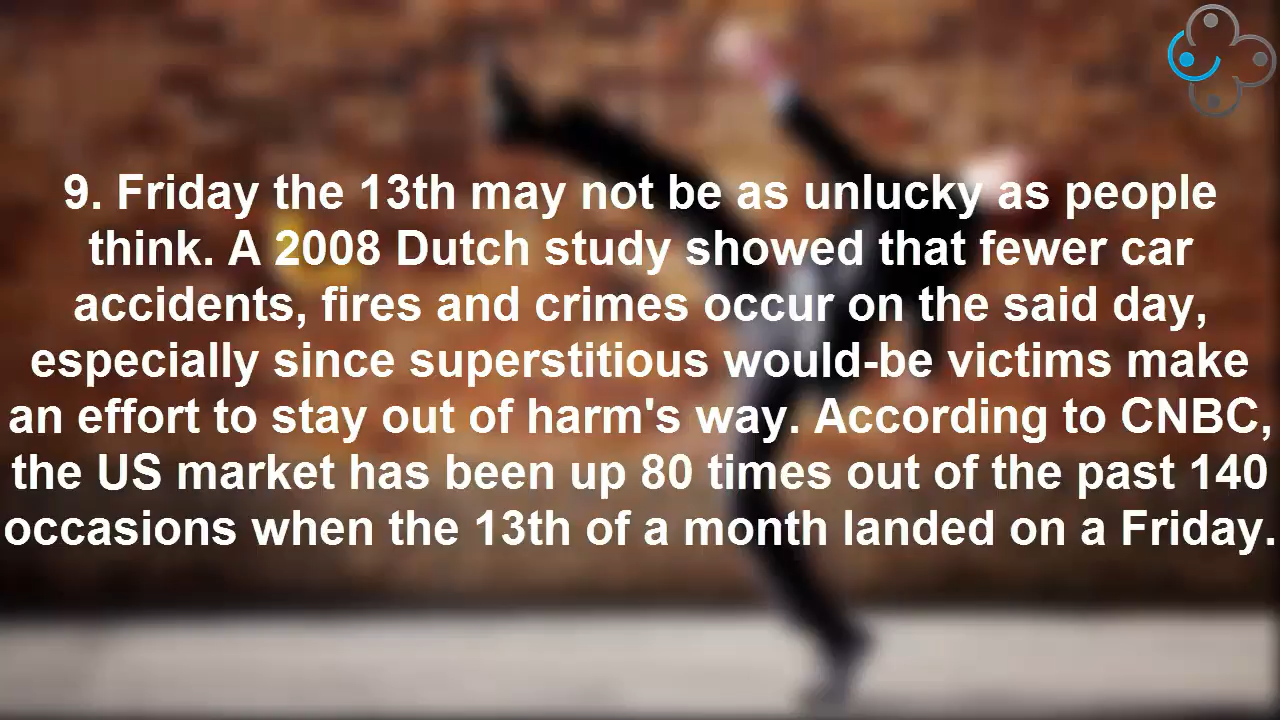 9. Friday the 13th may not be as unlucky as people
think. A 2008 Dutch study showed that fewer car
accidents, fires and crimes occur on the said day,
especially since superstitious would-be victims make
an effort to stay out of harm's way. According to CNBC,
the US market has been up 80 times out of the past 140
occasions when the 13th of a month landed on a Friday.